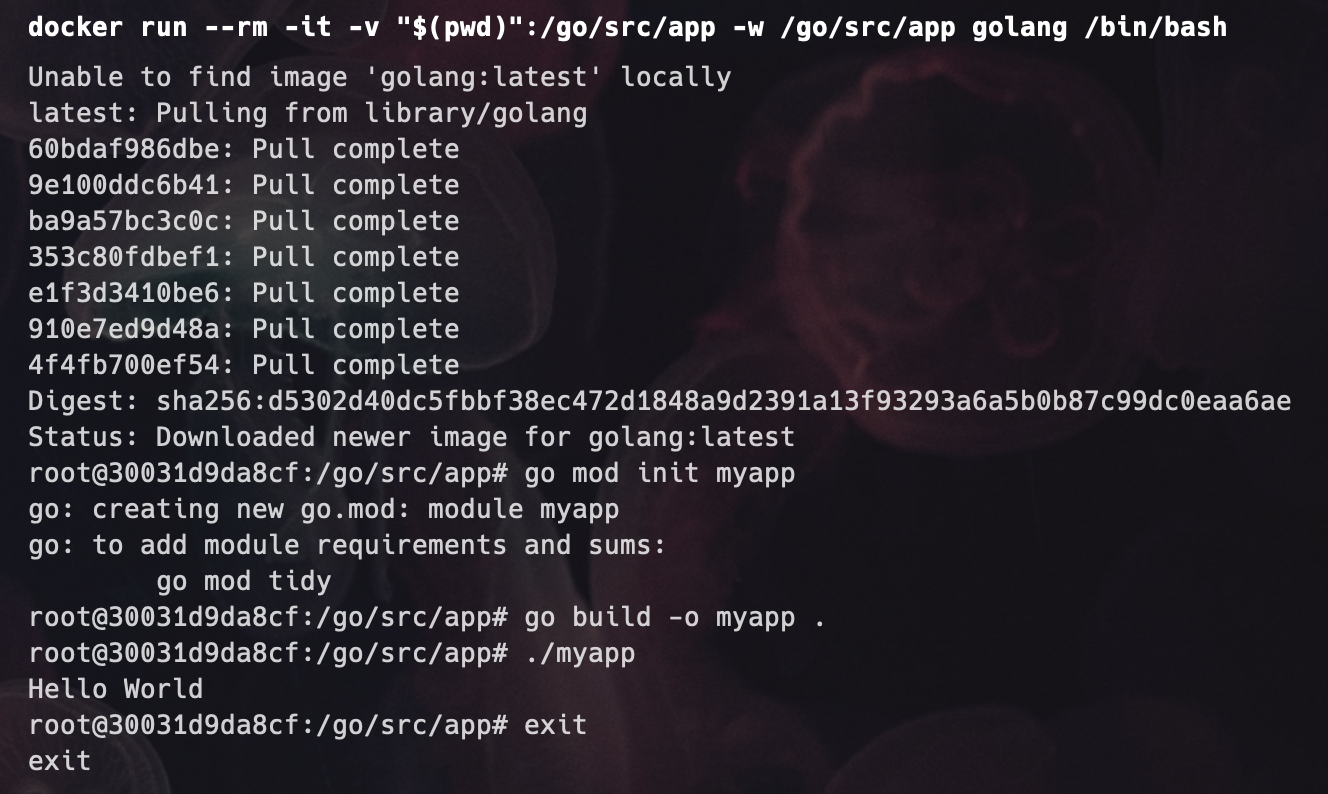 docker run --rm -it -v "$(pwd)":/go/src/app -w /go/src/app golang /bin/bash
Unable to find image 'golang:latest' locally
latest: Pulling from library/golang
60bdaf986dbe: Pull complete
9e100ddc6b41: Pull complete
ba9a57bc3c0c: Pull complete
353c80fdbef1: Pull complete
e1f3d3410be6: Pull complete
910e7ed9d48a: Pull complete
4f4fb700ef54: Pull complete
Digest: sha256:d5302d40dc5fbbf38ec472d1848a9d2391a13f93293a6a5b0b87c99dc0eaa6ae
Status: Downloaded newer image for golang:latest
root@30031d9da8cf:/go/src/app# go mod init myapp
go: creating new go.mod: module myapp
go: to add module requirements and sums:
        go mod tidy
root@30031d9da8cf:/go/src/app# go build -o myapp .
root@30031d9da8cf:/go/src/app# ./myapp
Hello World
root@30031d9da8cf:/go/src/app# exit
exit